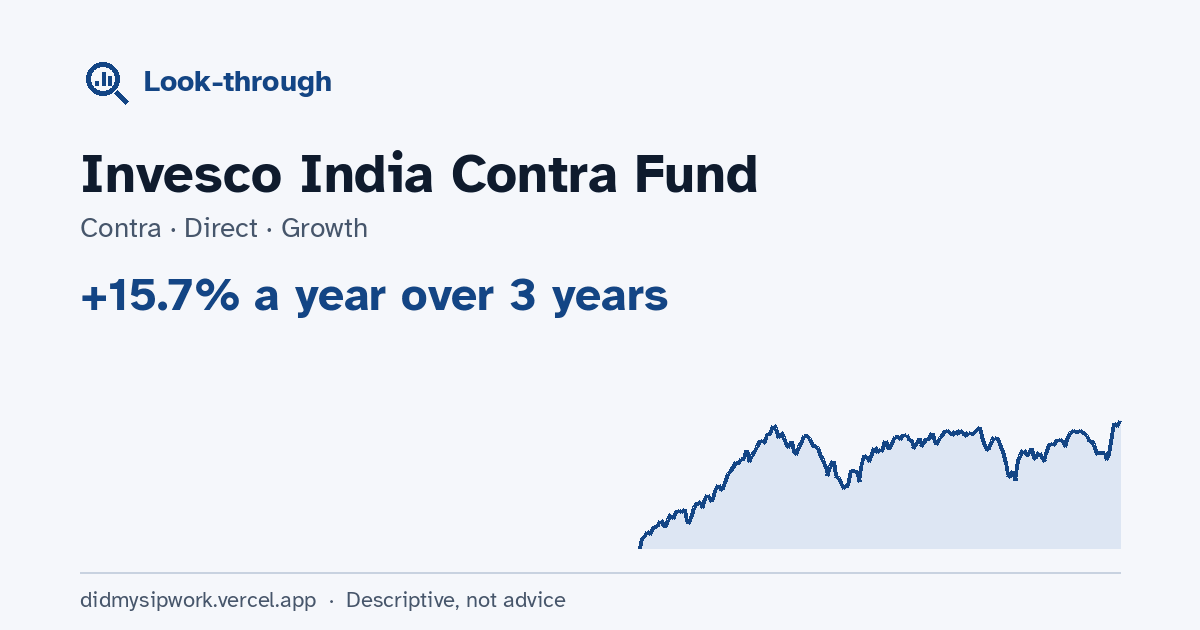 Look-through
Invesco India Contra Fund
Contra · Direct · Growth
+15.7% a year over 3 years
didmysipwork.vercel.app · Descriptive, not advice